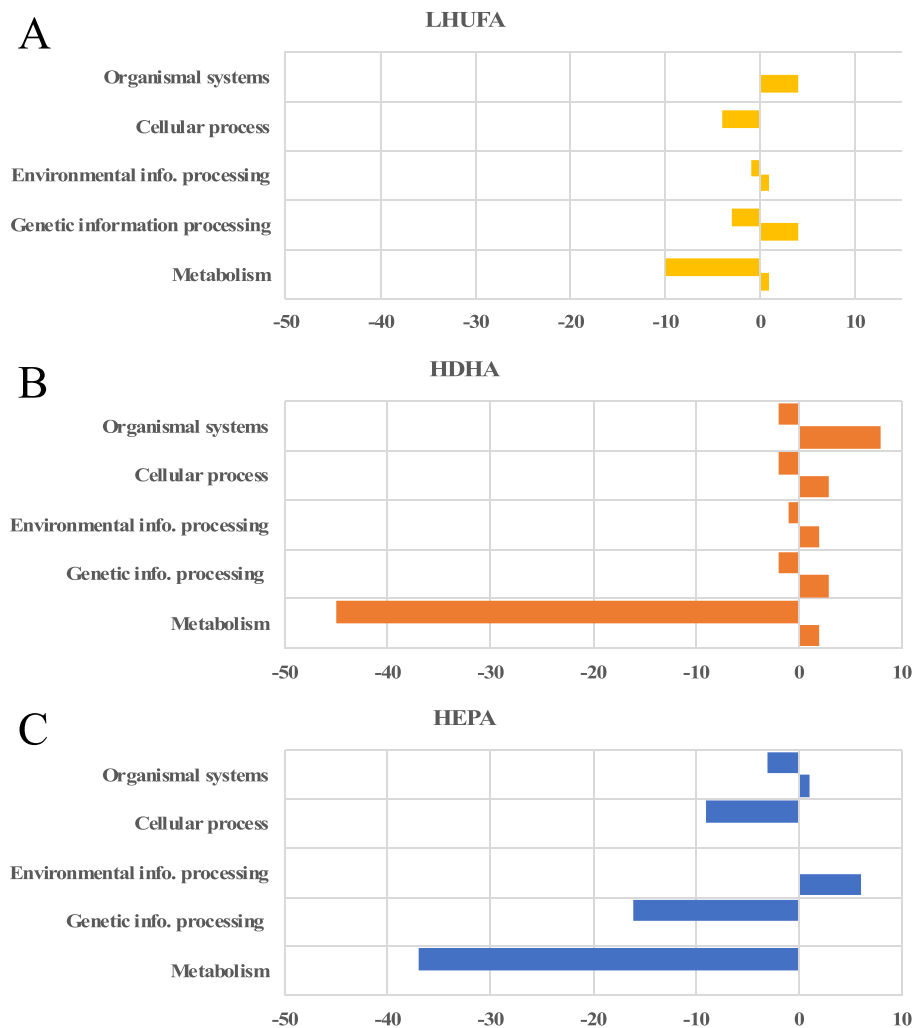 A
LHUFA
Organismal systems
Cellular process
Environmental info. processing
Genetic information processing
Metabolism
-50 -40 -30 -20 -10 0 10
B
HDHA
Organismal systems
Cellular process
Environmental info. processing
Genetic info. processing
Metabolism
-50 -40 -30 -20 -10 0 10
C
HEPA
Organismal systems
Cellular process
Environmental info. processing
Genetic info. processing
Metabolism
-50 -40 -30 -20 -10 0 10